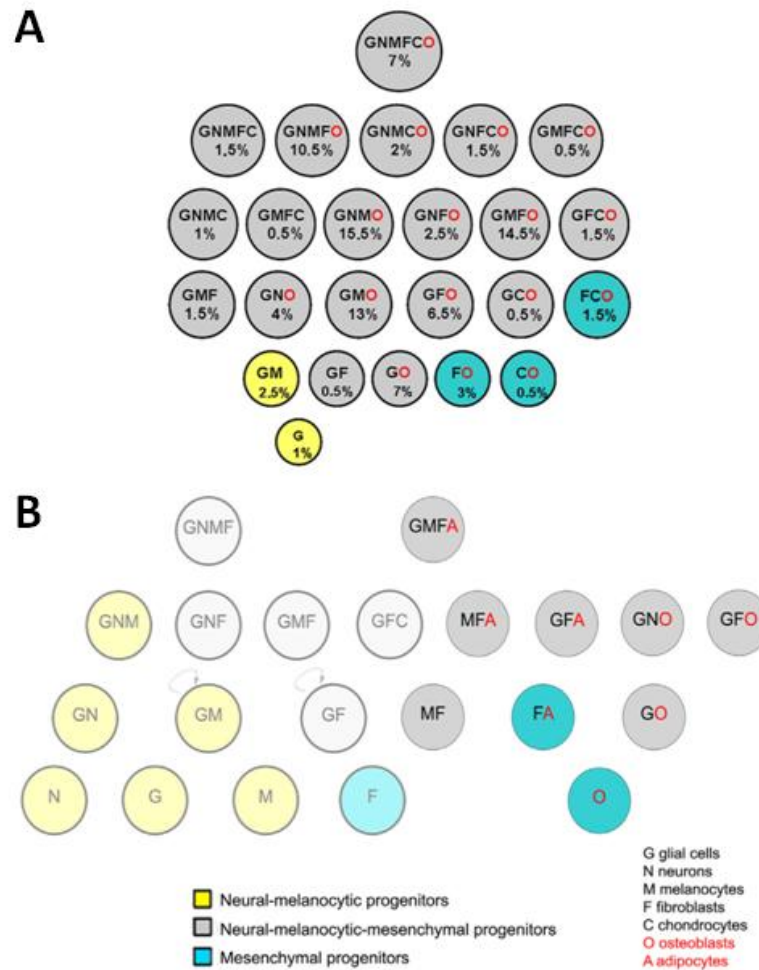 A
GNMFCO
7%
GNMFC GNMFO GNMCO GNFCO GMFCO
1.5% 10.5% 2% 1.5% 0.5%
GNMC GMFC GNMO GNFO GMFO GFCO
1% 0.5% 15.5% 2.5% 14.5% 1.5%
GMF GNO GMO GFO GCO FCO
1.5% 4% 13% 6.5% 0.5% 1.5%
GM GF GO FO CO
2.5% 0.5% 7% 3% 0.5%
G
1%
B
GNMF GMFA
GNM GNF GMF GFC MFA GFA GNO GFO
GN GM GF MF FA GO
N G M F O
Neural-melanocytic progenitors
Neural-melanocytic-mesenchymal progenitors
Mesenchymal progenitors
G glial cells
N neurons
M melanocytes
F fibroblasts
C chondrocytes
O osteoblasts
A adipocytes